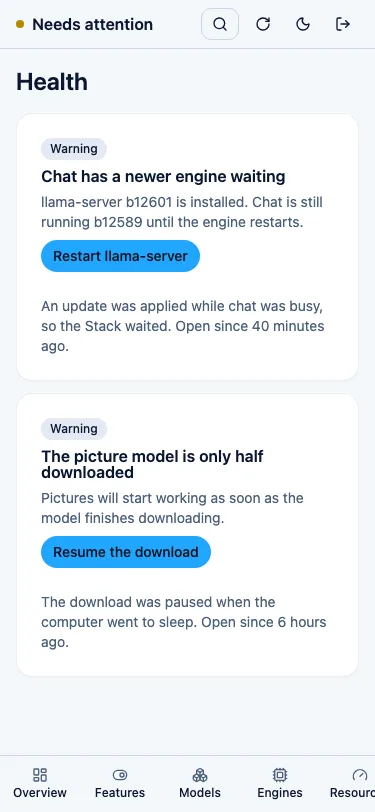 Needs attention
Health
Warning
Chat has a newer engine waiting
llama-server b12601 is installed. Chat is still
running b12589 until the engine restarts.
Restart llama-server
An update was applied while chat was busy,
so the Stack waited. Open since 40 minutes
ago.
Warning
The picture model is only half
downloaded
Pictures will start working as soon as the
model finishes downloading.
Resume the download
The download was paused when the
computer went to sleep. Open since 6 hours
ago.
Overview Features Models Engines Resourc